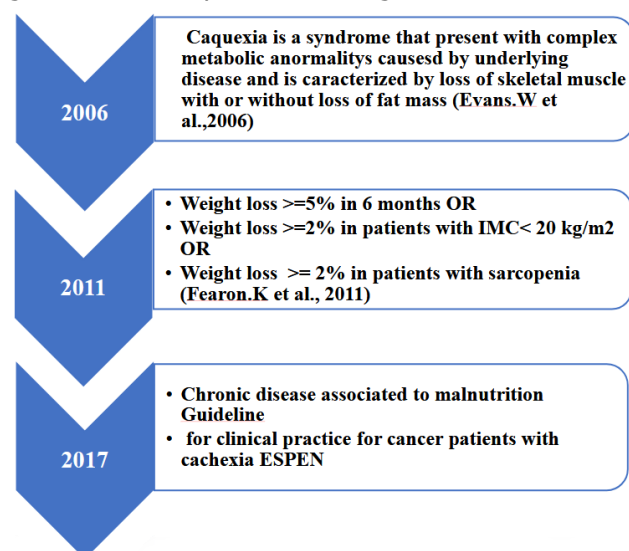 Caquexia is a syndrome that present with complex
metabolic anormalitys causesd by underlying
disease and is caracterized by loss of skeletal muscle
with or without loss of fat mass (Evans.W et
al.,2006)
2006
• Weight loss >=5% in 6 months OR
• Weight loss >=2% in patients with IMC< 20 kg/m2
OR
• Weight loss >= 2% in patients with sarcopenia
(Fearon.K et al., 2011)
2011
• Chronic disease associated to malnutrition
Guideline
• for clinical practice for cancer patients with
cachexia ESPEN
2017